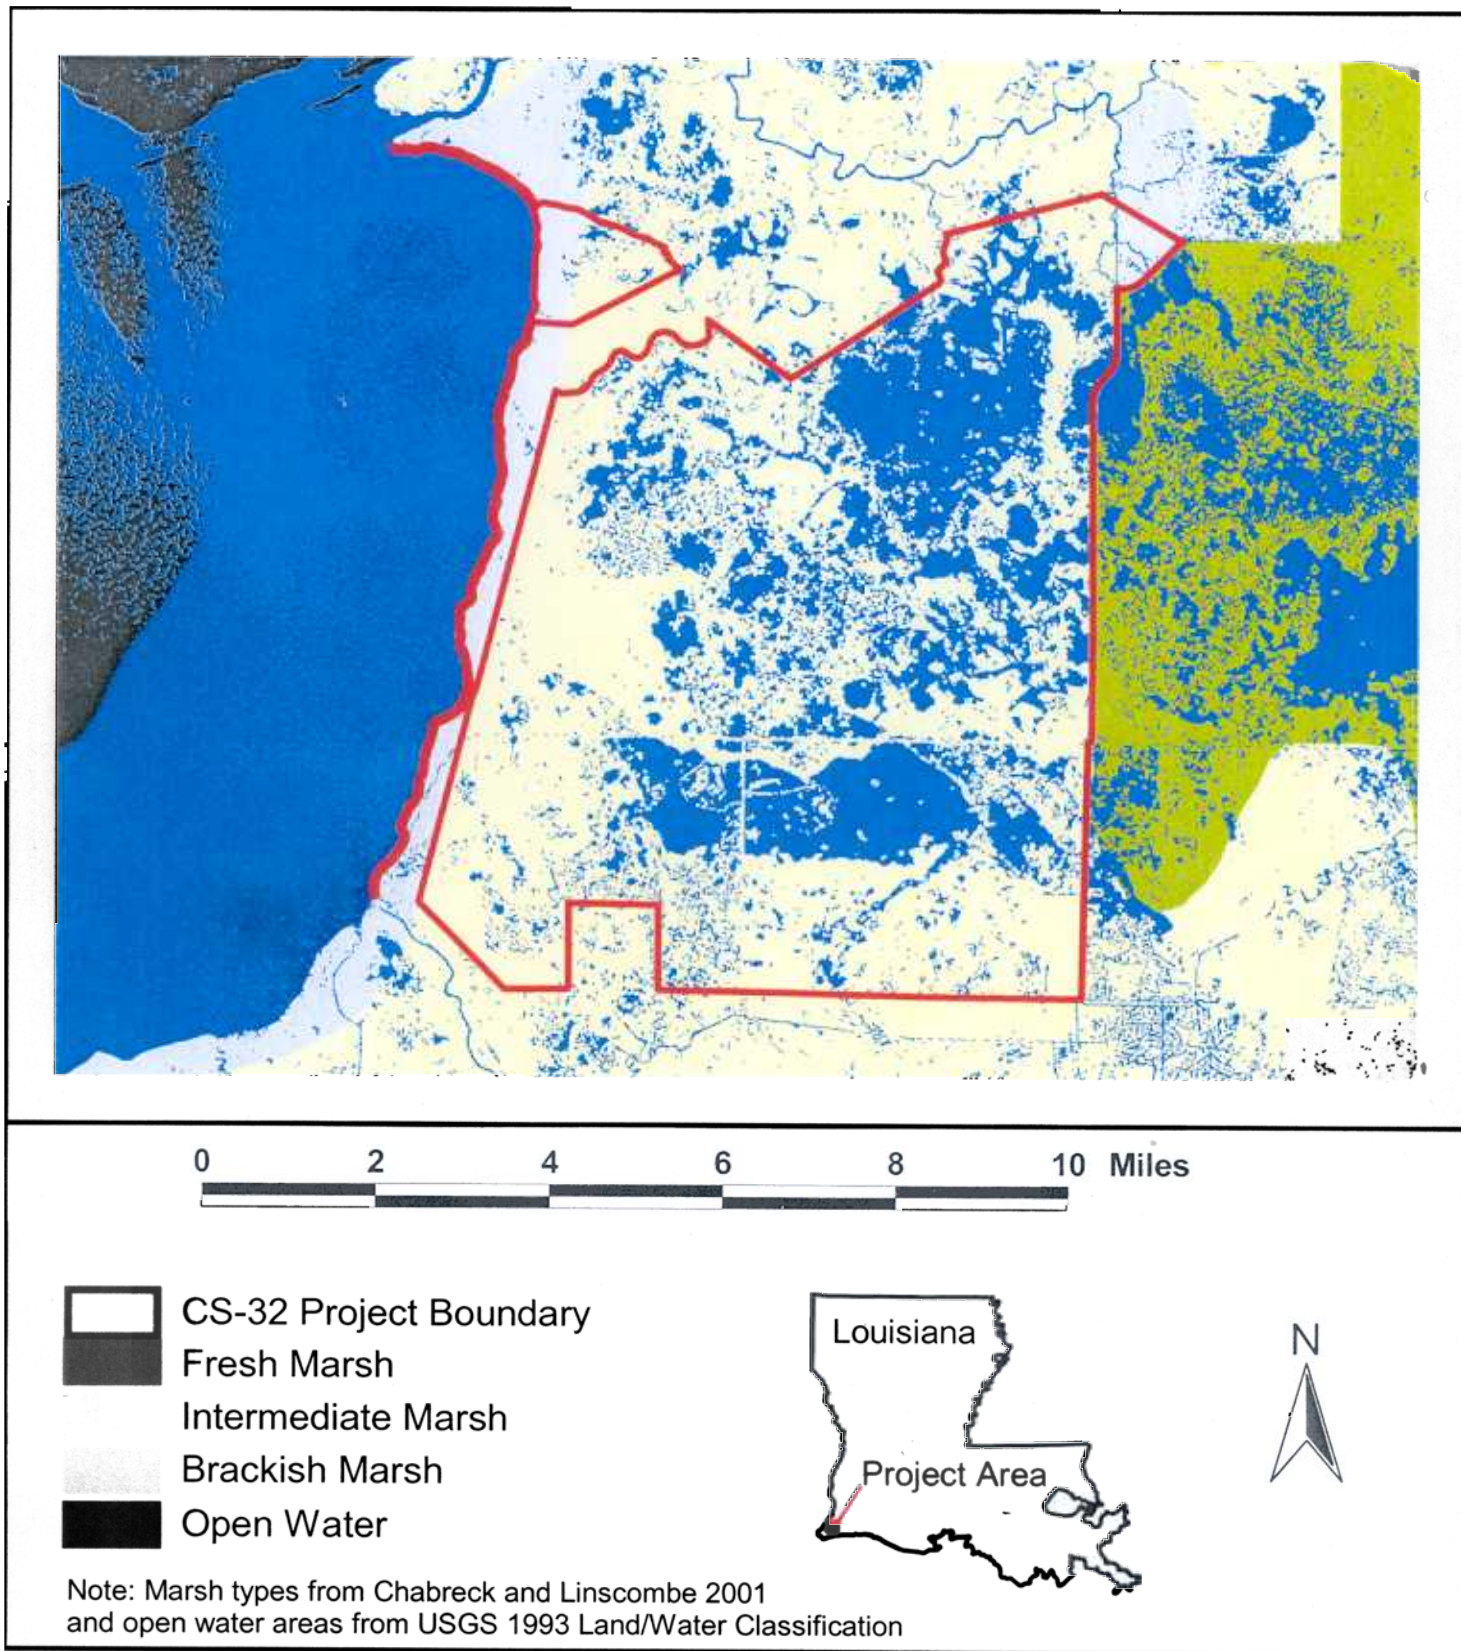 0 2 4 6 8 10 Miles
CS-32 Project Boundary
Fresh Marsh
Intermediate Marsh
Brackish Marsh
Open Water
Louisiana
Project Area
N
Note: Marsh types from Chabreck and Linscombe 2001
and open water areas from USGS 1993 Land/Water Classification